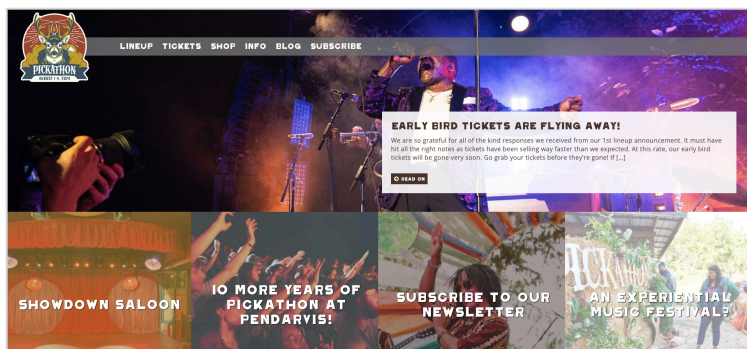 PICKATHON
AUGUST 1-4, 2024
LINEUP TICKETS SHOP INFO BLOG SUBSCRIBE
EARLY BIRD TICKETS ARE FLYING AWAY!
We are so grateful for all of the kind responses we received from our 1st lineup announcement. It must have
hit all the right notes as tickets have been selling way faster than we expected. At this rate, our early bird
tickets will be gone very soon. Go grab your tickets before they're gone! If [...]
READ ON
SHOWDOWN SALOON
10 MORE YEARS OF
PICKATHON AT
PENDARVIS!
SUBSCRIBE TO OUR
NEWSLETTER
PICKATHON
AN EXPERIENTIAL
MUSIC FESTIVAL?